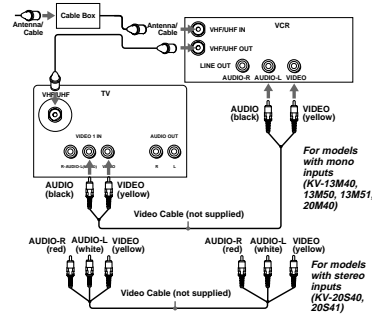 Antenna/
Cable
Cable Box
Antenna/
Cable
VHF/UHF IN
VCR
VHF/UHF OUT
LINE OUT
AUDIO-R AUDIO-L VIDEO
VHF/UHF
TV
AUDIO
(black)
VIDEO
(yellow)
VIDEO 1 IN
AUDIO OUT
VIDEO
R
L
For models
with mono
inputs
(KV-13M40,
13M50, 13M51,
20M40)
AUDIO
(black)
VIDEO
(yellow)
Video Cable (not supplied)
AUDIO-R
(red)
AUDIO-L
(white)
VIDEO
(yellow)
AUDIO-R
(red)
AUDIO-L
(white)
VIDEO
(yellow)
For models
with stereo
inputs
(KV-20S40,
20S41)
Video Cable (not supplied)